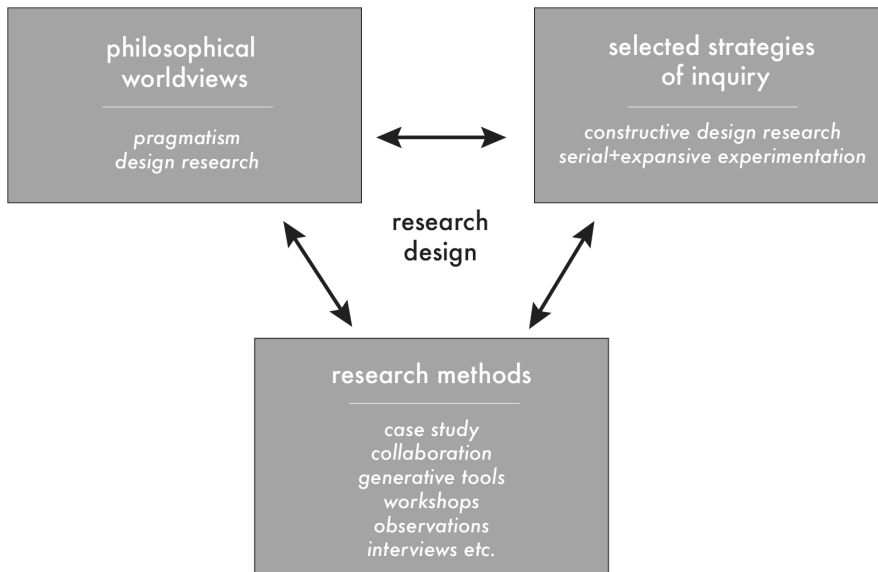 philosophical
worldviews
pragmatism
design research
selected strategies
of inquiry
constructive design research
serial+expansive experimentation
research
design
research methods
case study
collaboration
generative tools
workshops
observations
interviews etc.